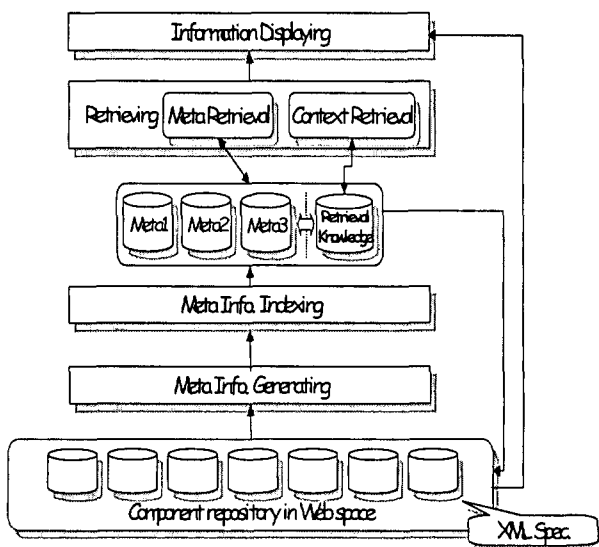 Information Displaying
Retrieving
Meta Retrieval
Context Retrieval
Meta1
Meta2
Meta3
Retrieval
Knowledge
Meta Info. Indexing
Meta Info. Generating
Component repository in Web space
XML Spec.